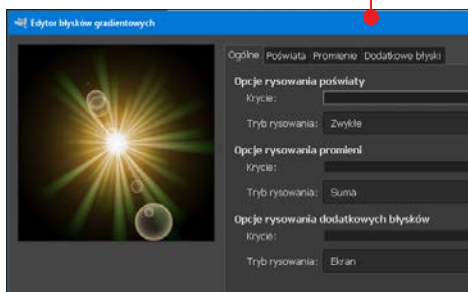 Edytor błysków gradientowych
Ogólne Poświata Promienie Dodatkowe błyski
Opcje rysowania poświaty
Krycie:
Tryb rysowania: Zwykłe
Opcje rysowania promieni
Krycie:
Tryb rysowania: Suma
Opcje rysowania dodatkowych błysków
Krycie:
Tryb rysowania: Ekran